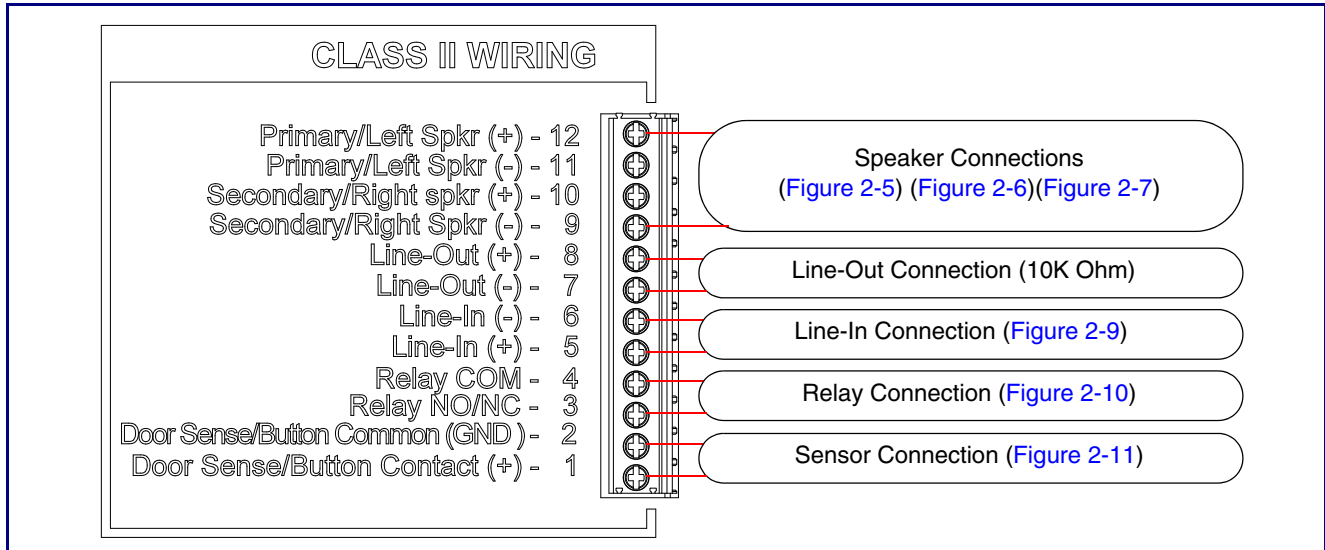 CLASS II WIRING
Primary/Left Spkr (+) - 12
Primary/Left Spkr (-) - 11
Secondary/Right spkr (+) - 10
Secondary/Right Spkr (-) - 9
Line-Out (+) - 8
Line-Out (-) - 7
Line-In (-) - 6
Line-In (+) - 5
Relay COM - 4
Relay NO/NC - 3
Door Sense/Button Common (GND ) - 2
Door Sense/Button Contact (+) - 1
Speaker Connections
(Figure 2-5) (Figure 2-6)(Figure 2-7)
Line-Out Connection (10K Ohm)
Line-In Connection (Figure 2-9)
Relay Connection (Figure 2-10)
Sensor Connection (Figure 2-11)